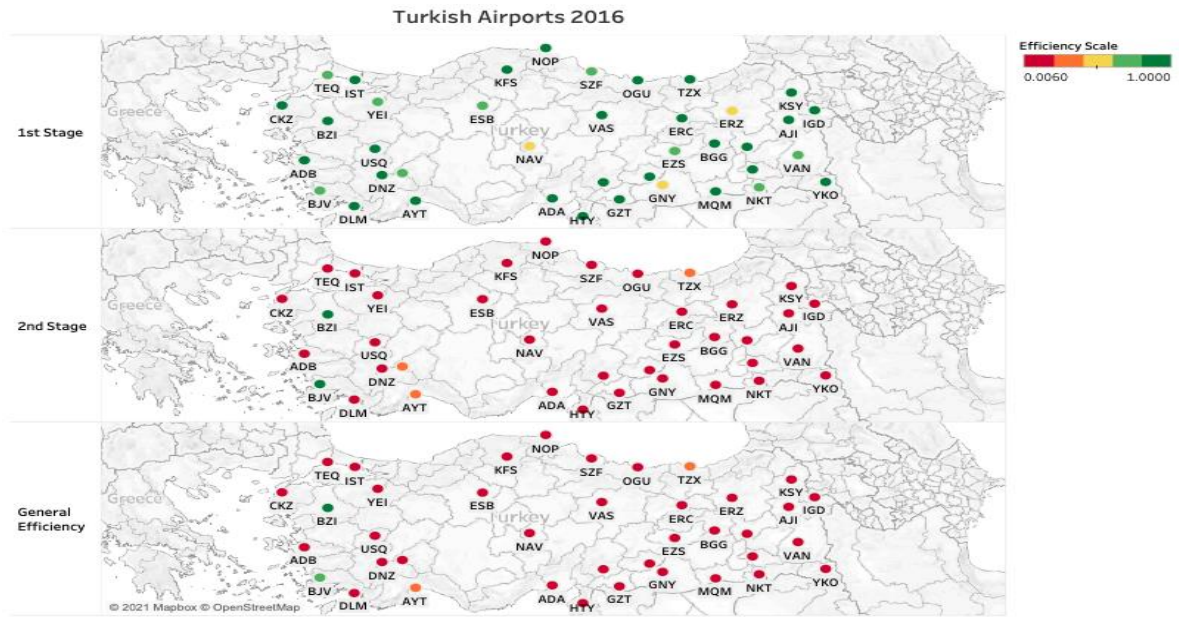 Turkish Airports 2016
Efficiency Scale
0.0060 1.0000
1st Stage
NOP
KFS SZF
TEQ IST OGU TZX
KSY
CKZ YEI ESB IGD
Greece BZI VAS ERC ERZ AJI
Turkey
USQ NAV EZS BGG VAN
ADB DNZ
BJV DLM AYT ADA HTY GZT GNY MQM NKT YKO
2nd Stage
NOP
KFS SZF
TEQ IST OGU TZX
KSY
CKZ YEI ESB IGD
Greece BZI VAS ERC ERZ AJI
Turkey
USQ NAV EZS BGG VAN
ADB DNZ
BJV DLM AYT ADA HTY GZT GNY MQM NKT YKO
General
Efficiency
NOP
KFS SZF
TEQ IST OGU TZX
KSY
CKZ YEI ESB IGD
Greece BZI VAS ERC ERZ AJI
Turkey
USQ NAV EZS BGG VAN
ADB DNZ
BJV DLM AYT ADA HTY GZT GNY MQM NKT YKO
© 2021 Mapbox © OpenStreetMap